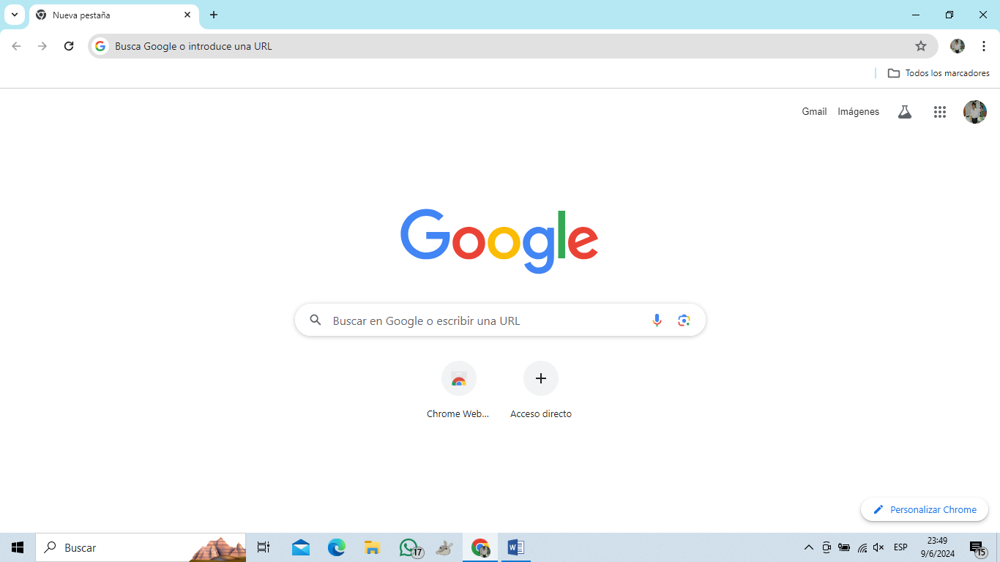 Nueva pestaña
Busca Google o introduce una URL
Todos los marcadores
Gmail Imágenes
Google
Buscar en Google o escribir una URL
Chrome Web... Acceso directo
Personalizar Chrome
Buscar
17
ESP
23:49
9/6/2024
15